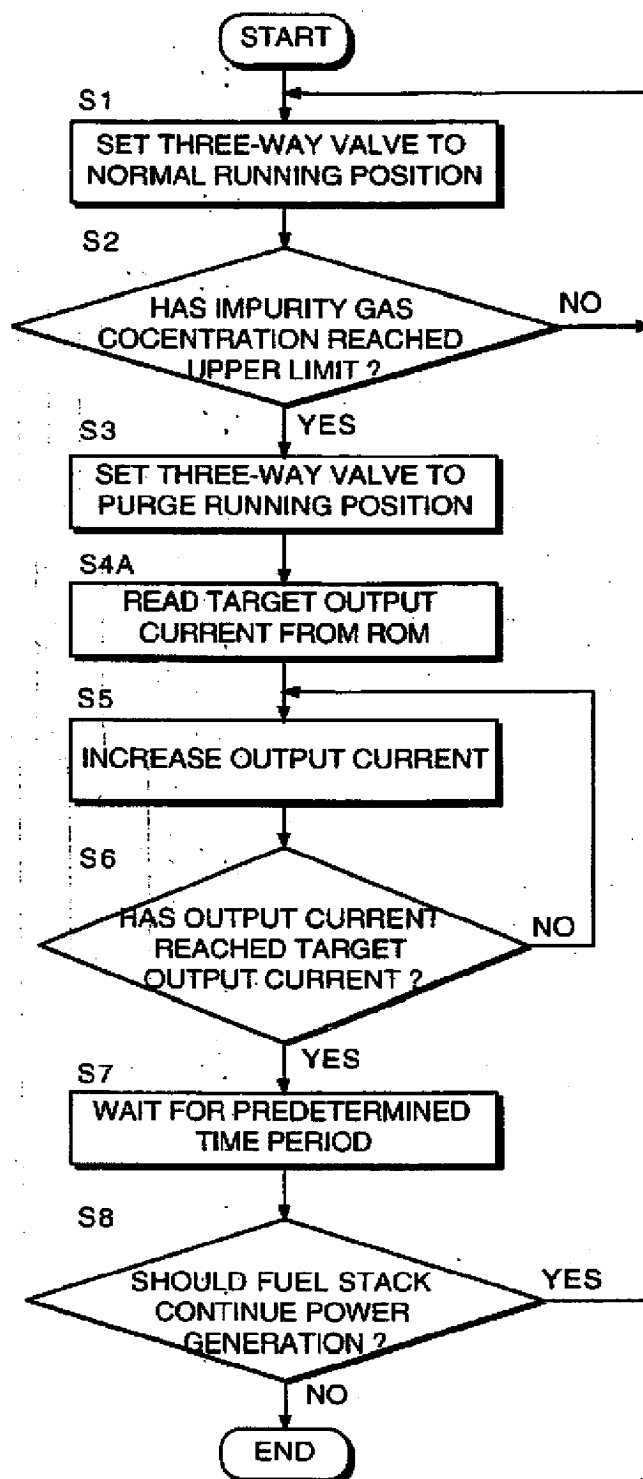 START
S1
SET THREE-WAY VALVE TO
NORMAL RUNNING POSITION
S2
HAS IMPURITY GAS
COCENTRATION REACHED
UPPER LIMIT ?
NO
YES
S3
SET THREE-WAY VALVE TO
PURGE RUNNING POSITION
S4A
READ TARGET OUTPUT
CURRENT FROM ROM
S5
INCREASE OUTPUT CURRENT
S6
HAS OUTPUT CURRENT
REACHED TARGET
OUTPUT CURRENT ?
NO
YES
S7
WAIT FOR PREDETERMINED
TIME PERIOD
S8
SHOULD FUEL STACK
CONTINUE POWER
GENERATION ?
YES
NO
END